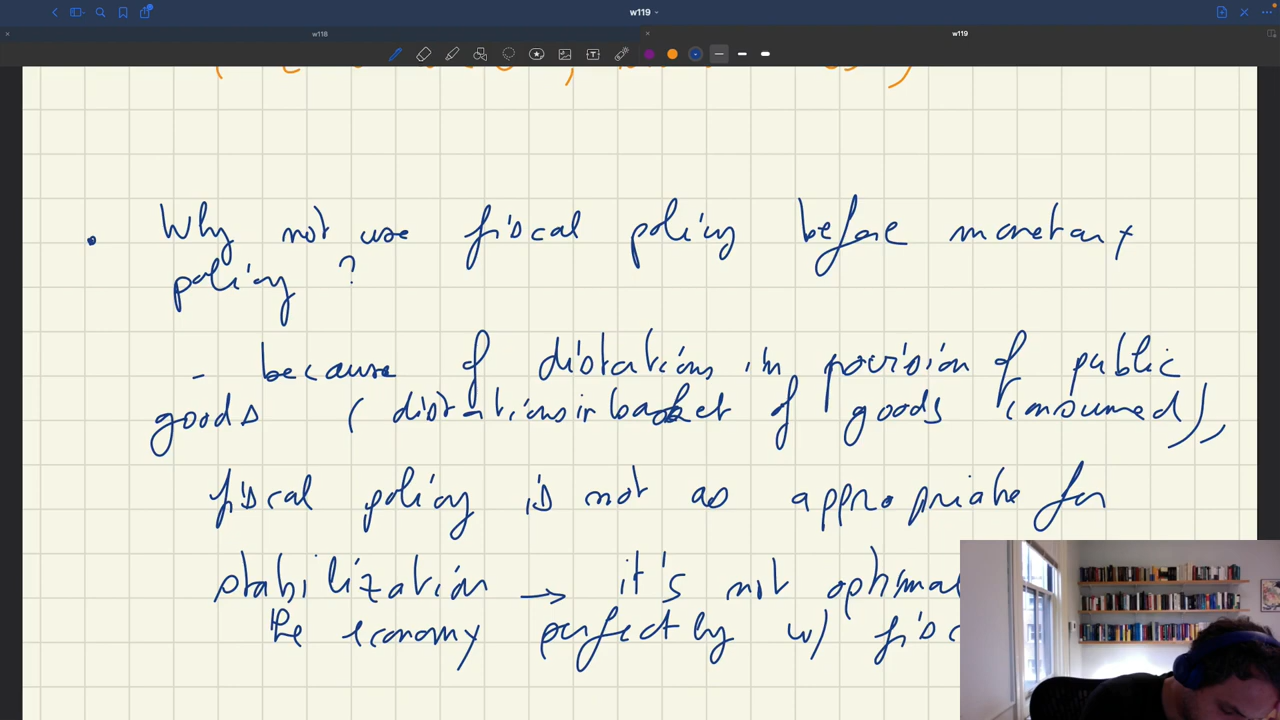 w119
w118
w119
• Why not use fiscal policy before monetary
policy ?
- because of distortions in provision of public
goods ( distortions in basket of goods consumed),
fiscal policy is not as appropriate for
stabilization → it's not optimal
the economy perfectly w/ fisc